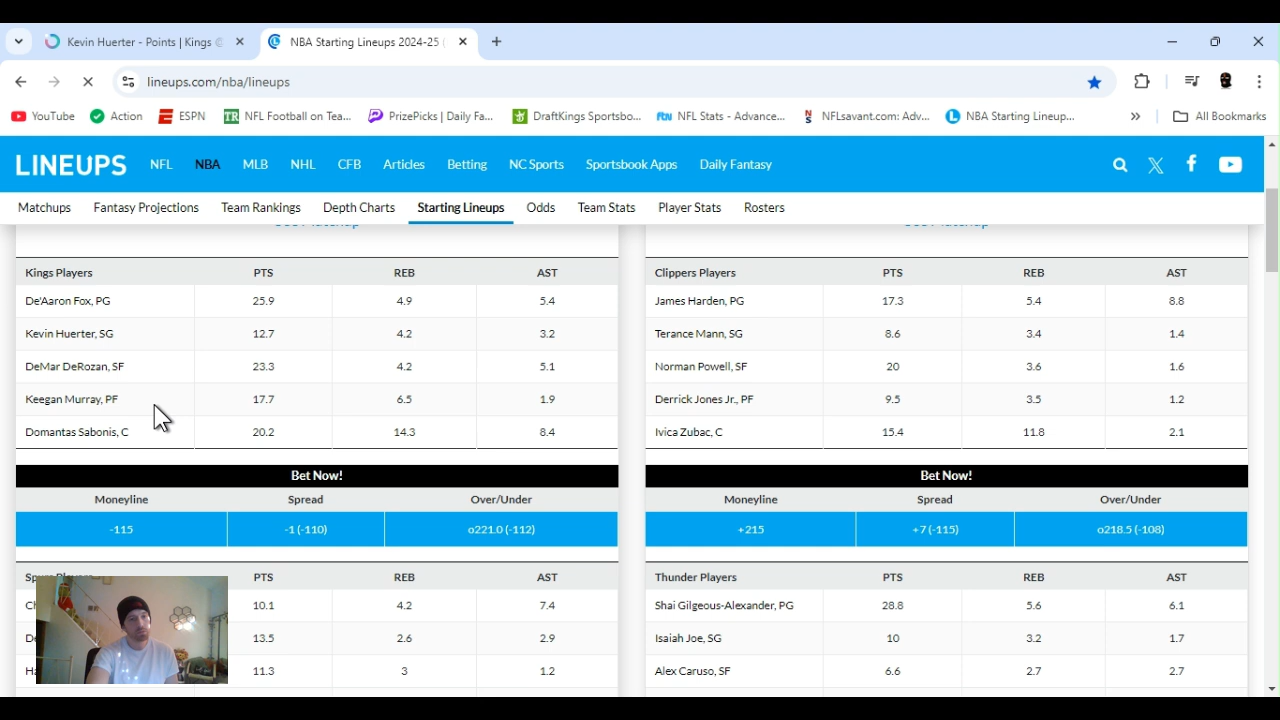 Kevin Huerter - Points | Kings
NBA Starting Lineups 2024-25
lineups.com/nba/lineups
YouTube Action ESPN NFL Football on Tea... PrizePicks | Daily Fa... DraftKings Sportsbo... NFL Stats - Advance... NFLsavant.com: Adv... NBA Starting Lineup... » All Bookmarks
LINEUPS NFL NBA MLB NHL CFB Articles Betting NC Sports Sportsbook Apps Daily Fantasy
Matchups Fantasy Projections Team Rankings Depth Charts Starting Lineups Odds Team Stats Player Stats Rosters
Kings Players PTS REB AST
De'Aaron Fox, PG 25.9 4.9 5.4
Kevin Huerter, SG 12.7 4.2 3.2
DeMar DeRozan, SF 23.3 4.2 5.1
Keegan Murray, PF 17.7 6.5 1.9
Domantas Sabonis, C 20.2 14.3 8.4
Bet Now!
Moneyline Spread Over/Under
-115 -1 (-110) o221.0 (-112)
PTS REB AST
10.1 4.2 7.4
13.5 2.6 2.9
11.3 3 1.2
Clippers Players PTS REB AST
James Harden, PG 17.3 5.4 8.8
Terance Mann, SG 8.6 3.4 1.4
Norman Powell, SF 20 3.6 1.6
Derrick Jones Jr., PF 9.5 3.5 1.2
Ivica Zubac, C 15.4 11.8 2.1
Bet Now!
Moneyline Spread Over/Under
+215 +7 (-115) o218.5 (-108)
Thunder Players PTS REB AST
Shai Gilgeous-Alexander, PG 28.8 5.6 6.1
Isaiah Joe, SG 10 3.2 1.7
Alex Caruso, SF 6.6 2.7 2.7